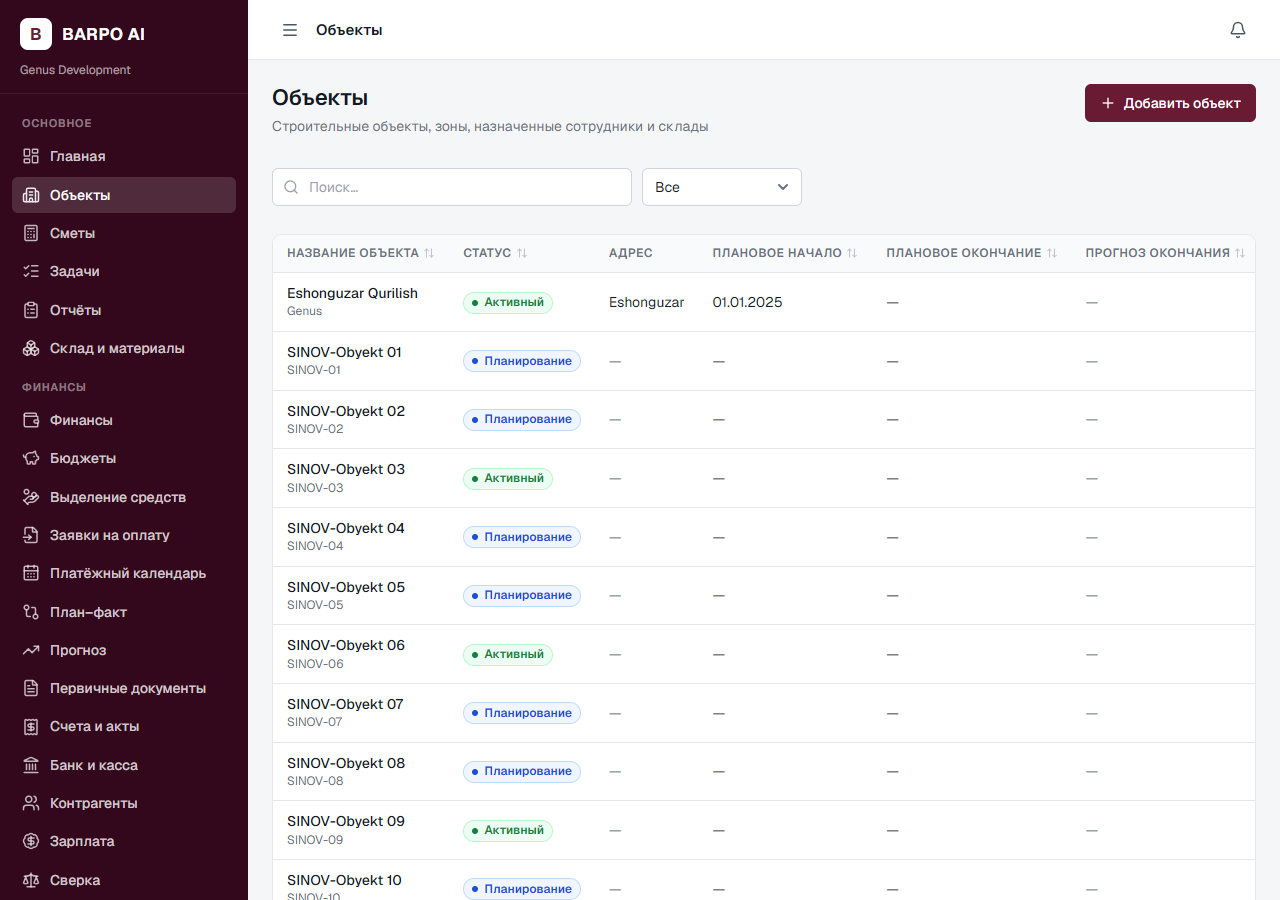 B BARPO AI
Genus Development
ОСНОВНОЕ
Главная
Объекты
Сметы
Задачи
Отчёты
Склад и материалы
ФИНАНСЫ
Финансы
Бюджеты
Выделение средств
Заявки на оплату
Платёжный календарь
План–факт
Прогноз
Первичные документы
Счета и акты
Банк и касса
Контрагенты
Зарплата
Сверка
Объекты
Объекты
Строительные объекты, зоны, назначенные сотрудники и склады
Добавить объект
Поиск…
Все
НАЗВАНИЕ ОБЪЕКТА СТАТУС АДРЕС ПЛАНОВОЕ НАЧАЛО ПЛАНОВОЕ ОКОНЧАНИЕ ПРОГНОЗ ОКОНЧАНИЯ
Eshonguzar Qurilish Активный Eshonguzar 01.01.2025 — —
Genus
SINOV-Obyekt 01 Планирование — — — —
SINOV-01
SINOV-Obyekt 02 Планирование — — — —
SINOV-02
SINOV-Obyekt 03 Активный — — — —
SINOV-03
SINOV-Obyekt 04 Планирование — — — —
SINOV-04
SINOV-Obyekt 05 Планирование — — — —
SINOV-05
SINOV-Obyekt 06 Активный — — — —
SINOV-06
SINOV-Obyekt 07 Планирование — — — —
SINOV-07
SINOV-Obyekt 08 Планирование — — — —
SINOV-08
SINOV-Obyekt 09 Активный — — — —
SINOV-09
SINOV-Obyekt 10 Планирование — — — —
SINOV-10